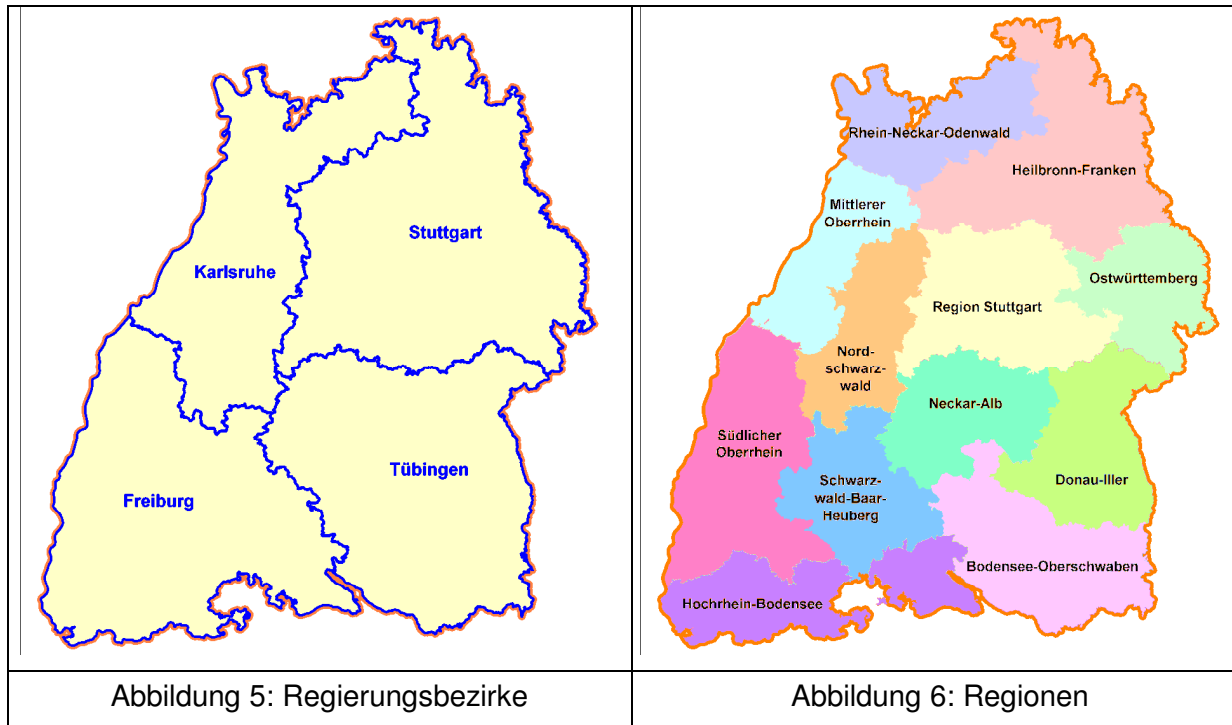 Stuttgart
Karlsruhe
Tübingen
Freiburg
Abbildung 5: Regierungsbezirke
Rhein-Neckar-Odenwald
Heilbronn-Franken
Mittlerer
Oberrhein
Ostwürttemberg
Region Stuttgart
Nord-
schwarz-
wald
Neckar-Alb
Südlicher
Oberrhein
Schwarz-
wald-Baar-
Heuberg
Donau-Iller
Bodensee-Oberschwaben
Hochrhein-Bodensee
Abbildung 6: Regionen